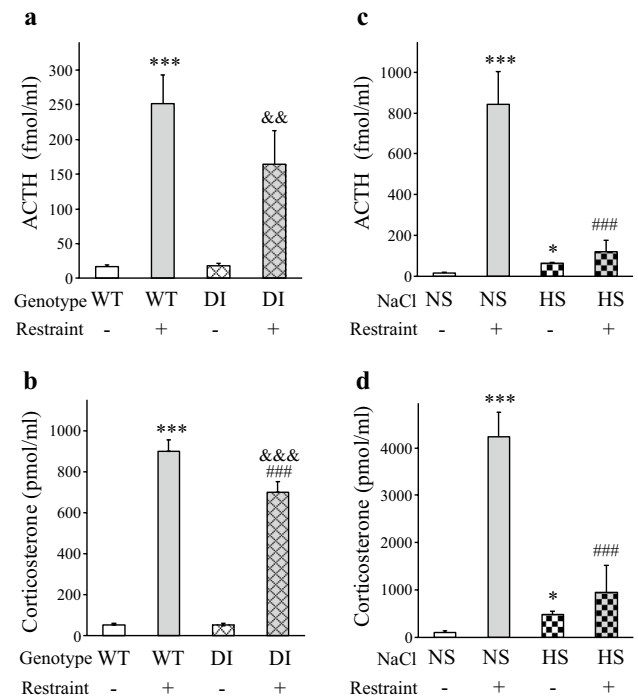 a
ACTH (fmol/ml)
350
300
250
200
150
100
50
0
***
&&
Genotype WT WT DI DI
Restraint - + - +
c
ACTH (fmol/ml)
1000
800
600
400
200
0
***
*
###
NaCl NS NS HS HS
Restraint - + - +
b
Corticosterone (pmol/ml)
1000
800
600
400
200
0
***
&&&
###
Genotype WT WT DI DI
Restraint - + - +
d
Corticosterone (pmol/ml)
4000
3000
2000
1000
0
***
*
###
NaCl NS NS HS HS
Restraint - + - +